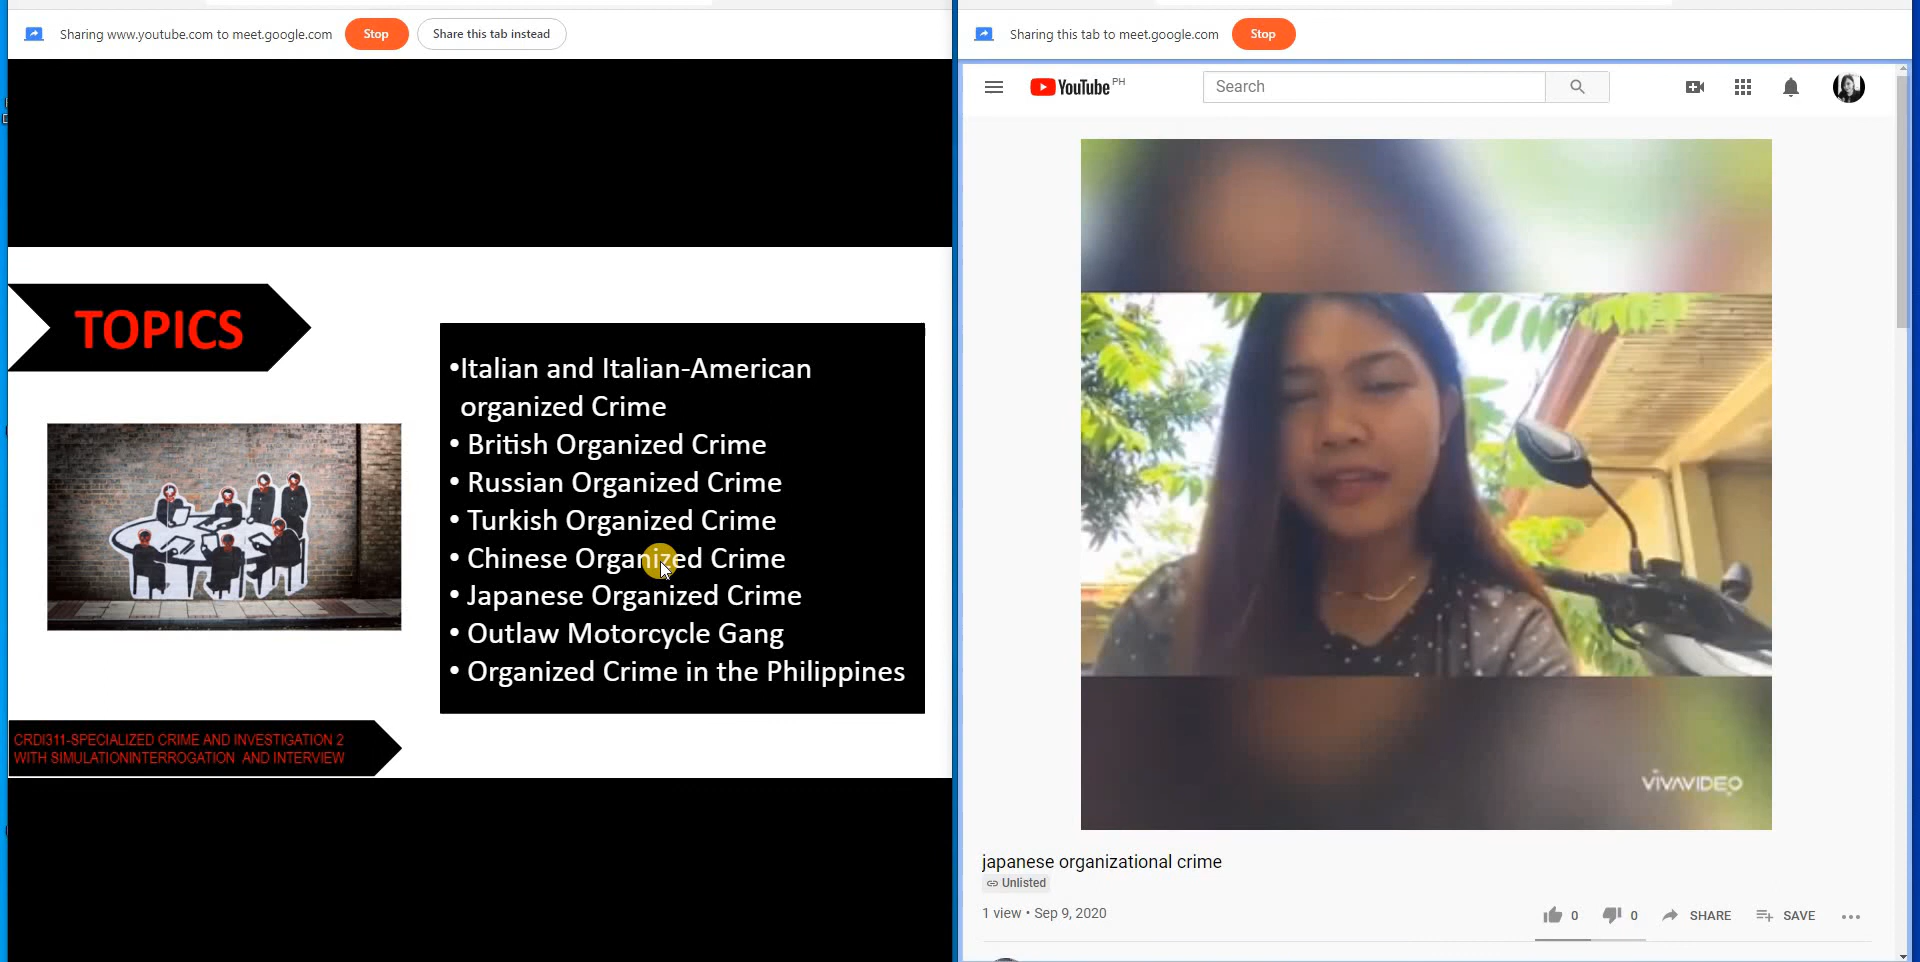 Sharing www.youtube.com to meet.google.com
Stop
Share this tab instead
TOPICS
•Italian and Italian-American
organized Crime
• British Organized Crime
• Russian Organized Crime
• Turkish Organized Crime
• Chinese Organized Crime
• Japanese Organized Crime
• Outlaw Motorcycle Gang
• Organized Crime in the Philippines
CRDI311-SPECIALIZED CRIME AND INVESTIGATION 2
WITH SIMULATIONINTERROGATION AND INTERVIEW
Sharing this tab to meet.google.com
Stop
YouTube PH
Search
VIVAVIDEO
japanese organizational crime
Unlisted
1 view • Sep 9, 2020
0
0
SHARE
SAVE